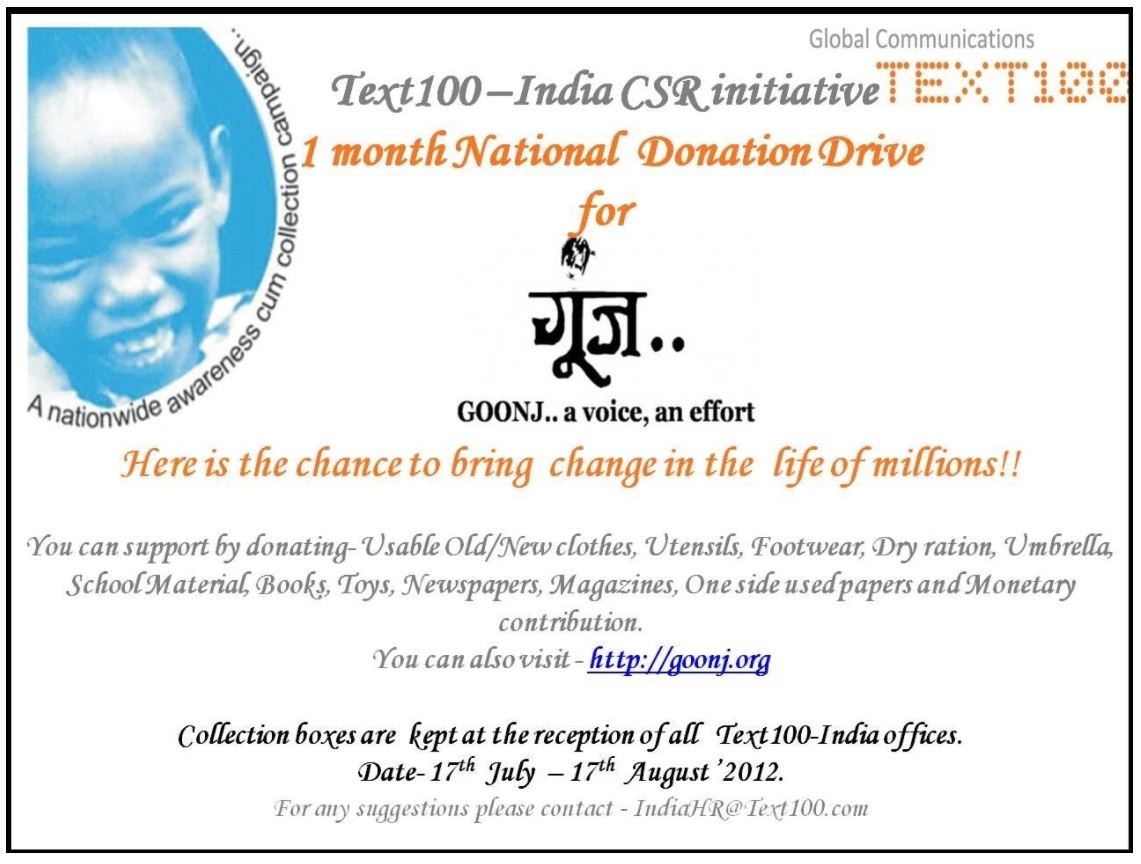 Global Communications
TEXT100
Text100 – India CSR initiative
1 month National Donation Drive
for
गूंज..
GOONJ.. a voice, an effort
A nationwide awareness cum collection campaign...
Here is the chance to bring change in the life of millions!!
You can support by donating- Usable Old/New clothes, Utensils, Footwear, Dry ration, Umbrella,
School Material, Books, Toys, Newspapers, Magazines, One side used papers and Monetary
contribution.
You can also visit - http://goonj.org
Collection boxes are kept at the reception of all Text100-India offices.
Date- 17th July – 17th August ’2012.
For any suggestions please contact - IndiaHR@Text100.com